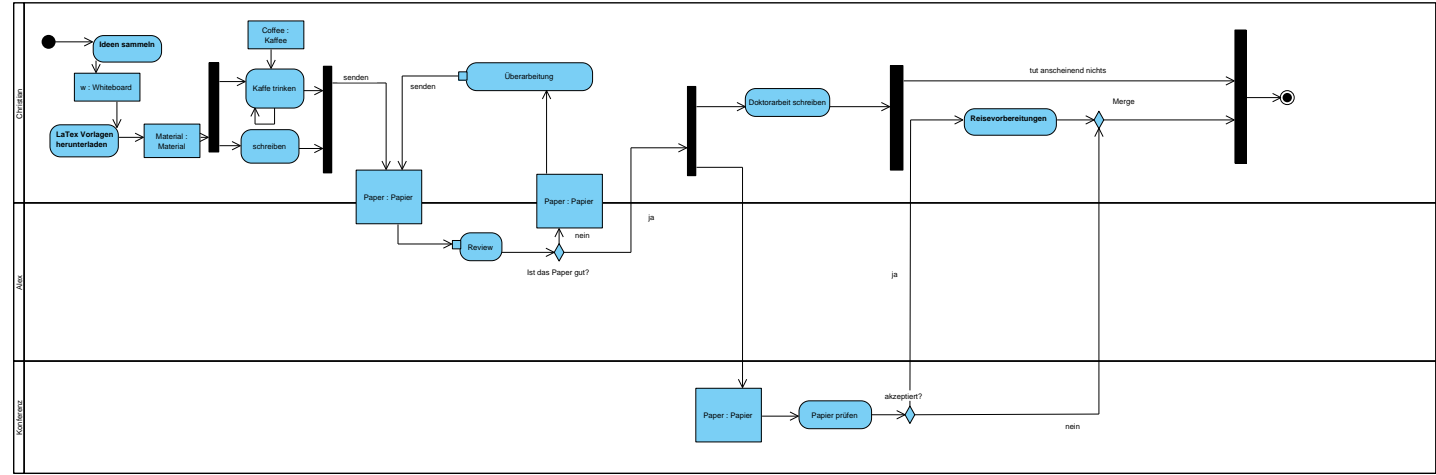 Christian
Ideen sammeln
w : Whiteboard
LaTex Vorlagen
herunterladen
Material :
Material
Coffee :
Kaffee
Kaffe trinken
schreiben
senden
Überarbeitung
senden
Paper : Papier
Paper : Papier
Doktorarbeit schreiben
tut anscheinend nichts
Reisevorbereitungen
Merge
Alex
Review
nein
ja
Ist das Paper gut?
ja
Konferenz
Paper : Papier
Papier prüfen
akzeptiert?
nein